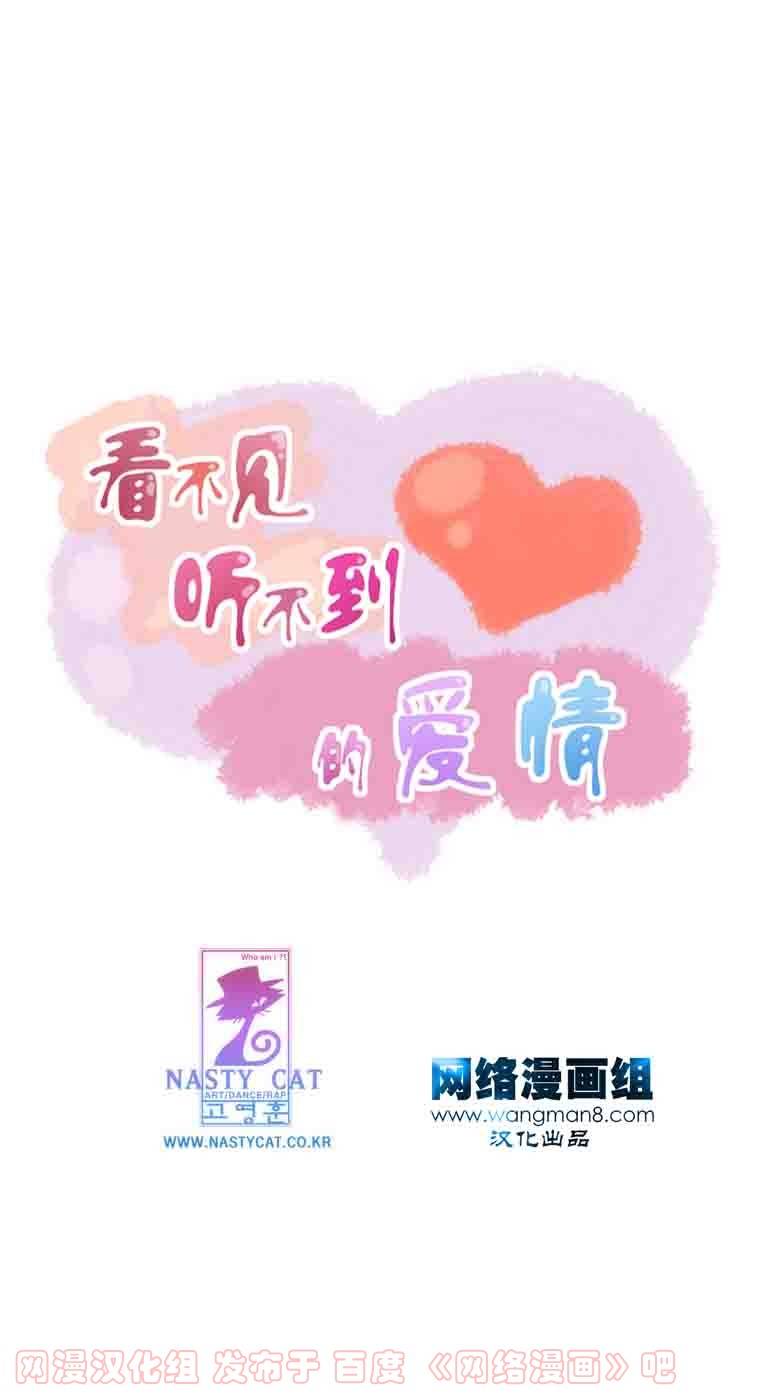 看不见
听不到
的爱情
Who am i ?!
NASTY CAT
ART/DANCE/RAP
고영훈
WWW.NASTYCAT.CO.KR
网络漫画组
www.wangman8.com
汉化出品
网漫汉化组 发布于 百度 《网络漫画》吧